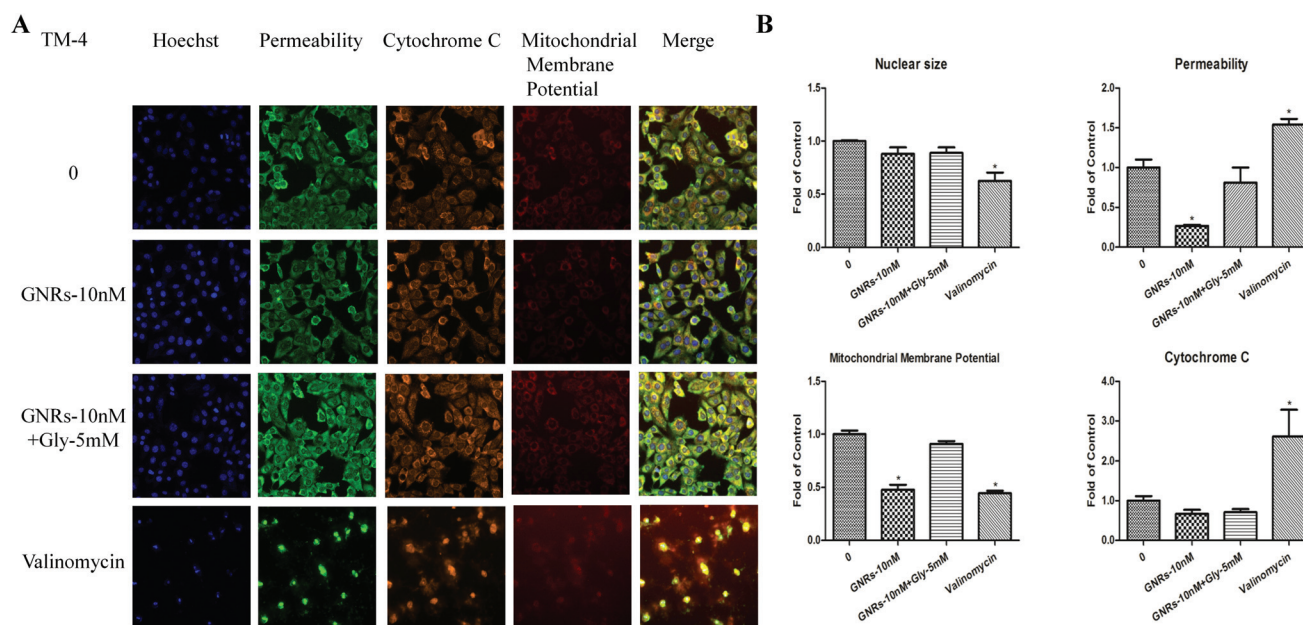 A
TM-4
Hoechst
Permeability
Cytochrome C
Mitochondrial
Membrane
Potential
Merge
0
GNRs-10nM
GNRs-10nM
+Gly-5mM
Valinomycin
B
Nuclear size
Fold of Control
1.5
1.0
0.5
0.0
*
0
GNRs-10nM
GNRs-10nM+Gly-5mM
Valinomycin
Permeability
Fold of Control
2.0
1.5
1.0
0.5
0.0
*
*
0
GNRs-10nM
GNRs-10nM+Gly-5mM
Valinomycin
Mitochondrial Membrane Potential
Fold of Control
1.5
1.0
0.5
0.0
*
*
0
GNRs-10nM
GNRs-10nM+Gly-5mM
Valinomycin
Cytochrome C
Fold of Control
4.0
3.0
2.0
1.0
0.0
*
0
GNRs-10nM
GNRs-10nM+Gly-5mM
Valinomycin